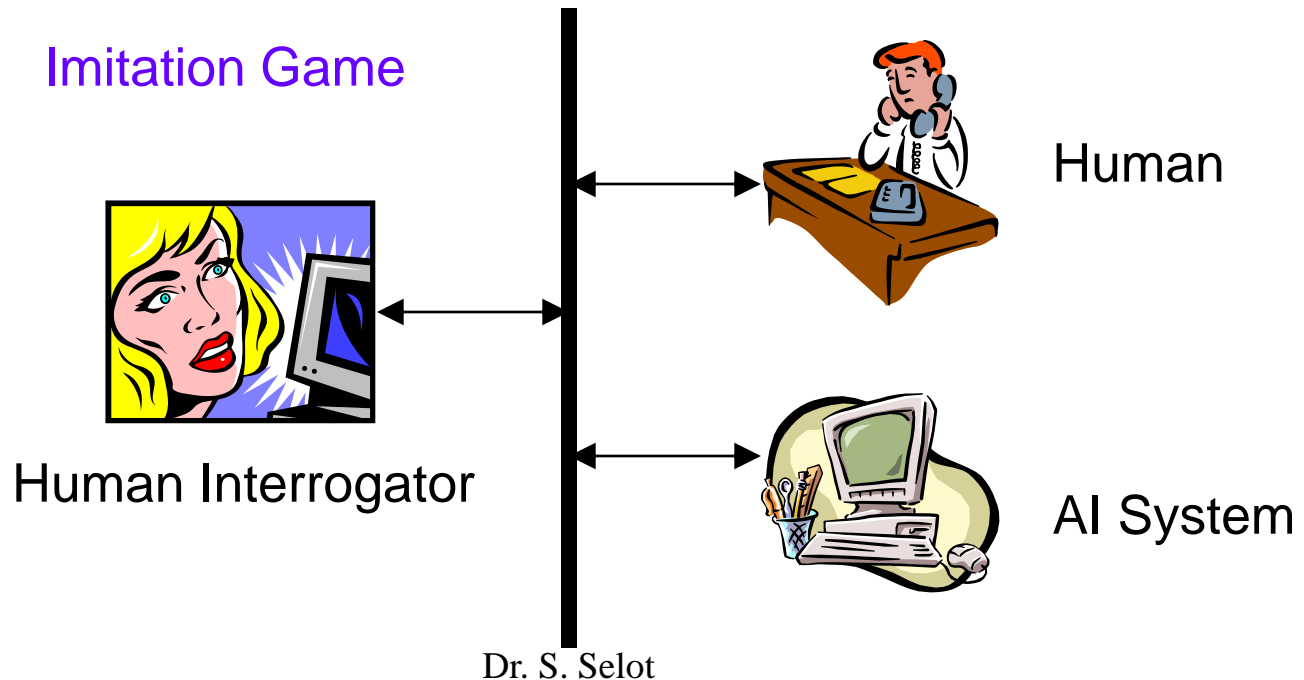 Imitation Game
Human
Human Interrogator
AI System
Dr. S. Selot